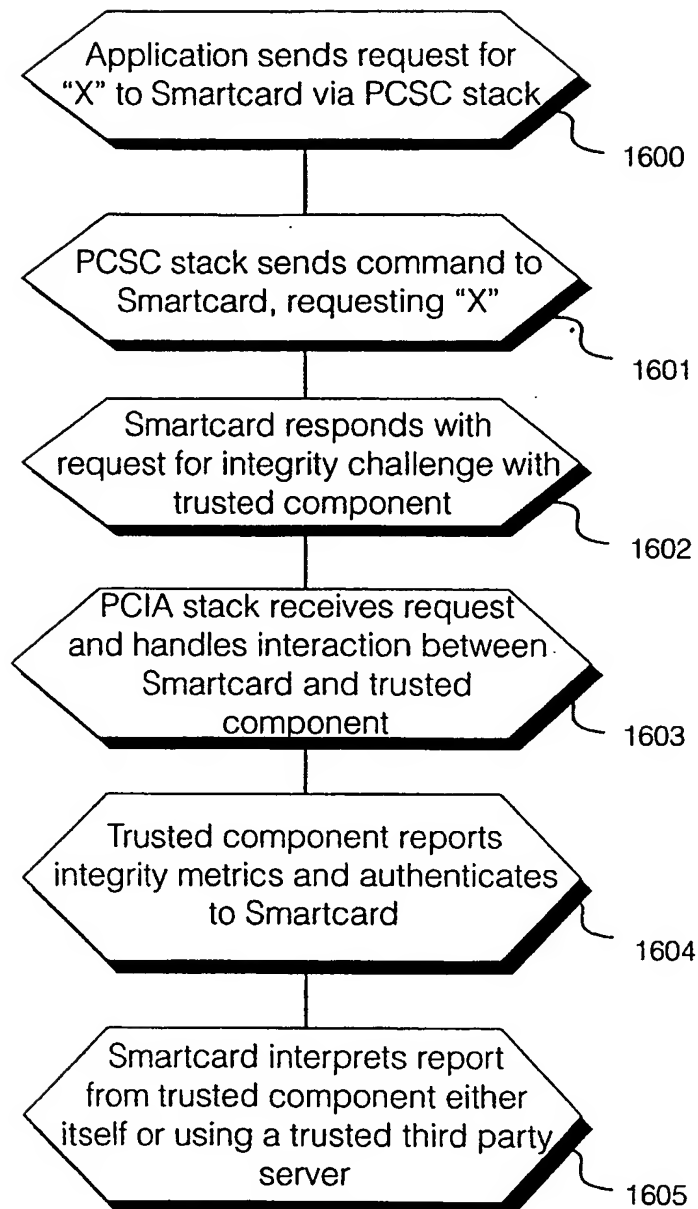 Application sends request for
“X” to Smartcard via PCSC stack
1600
PCSC stack sends command to
Smartcard, requesting “X”
1601
Smartcard responds with
request for integrity challenge with
trusted component
1602
PCIA stack receives request
and handles interaction between
Smartcard and trusted
component
1603
Trusted component reports
integrity metrics and authenticates
to Smartcard
1604
Smartcard interprets report
from trusted component either
itself or using a trusted third party
server
1605